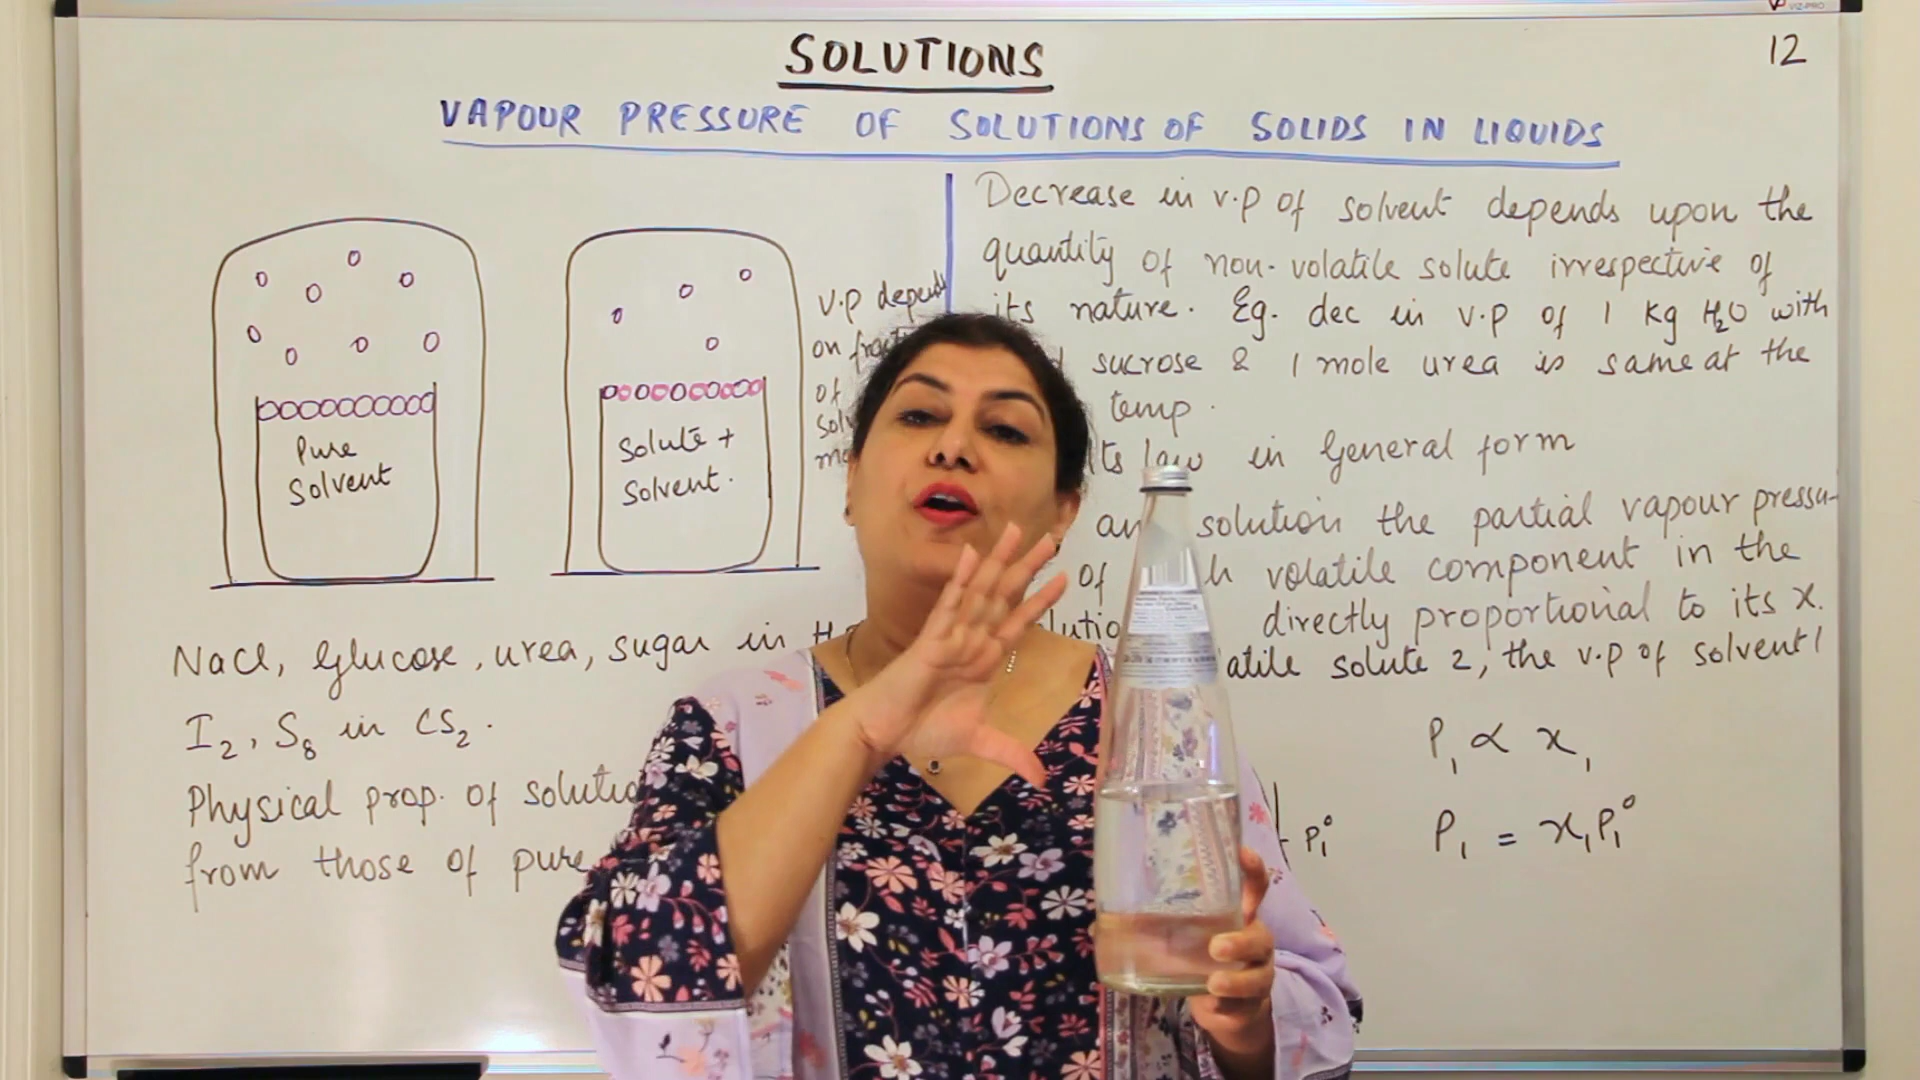 VIZ-PRO
SOLUTIONS
12
VAPOUR PRESSURE OF SOLUTIONS OF SOLIDS IN LIQUIDS
Pure
Solvent
Solute +
Solvent.
V.p depends
on
of
NaCl, Glucose, urea, sugar in
I2, S8 in CS2.
Physical prop. of
from those of pure
Decrease in v.p of solvent depends upon the
quantity of non-volatile solute irrespective of
its nature. Eg. dec in v.p of 1 kg H2O with
sucrose & 1 mole urea is same at the
temp.
law in General form
solution the partial vapour pressu-
of volatile component in the
directly proportional to its x.
solute 2, the v.p of solvent 1
P1 ∝ x1
P1°
P1 = x1P1°